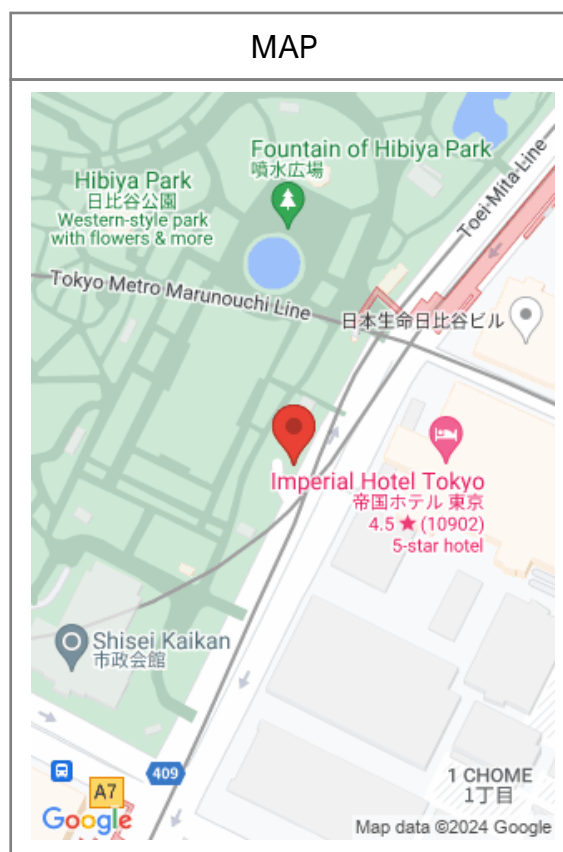 MAP
Fountain of Hibiya Park
噴水広場
Hibiya Park
日比谷公園
Western-style park
with flowers & more
Toei-Mita-Line
Tokyo Metro Marunouchi Line
日本生命日比谷ビル
Imperial Hotel Tokyo
帝国ホテル 東京
4.5 ★ (10902)
5-star hotel
Shisei Kaikan
市政会館
409
A7
1 CHOME
1丁目
Google
Map data ©2024 Google